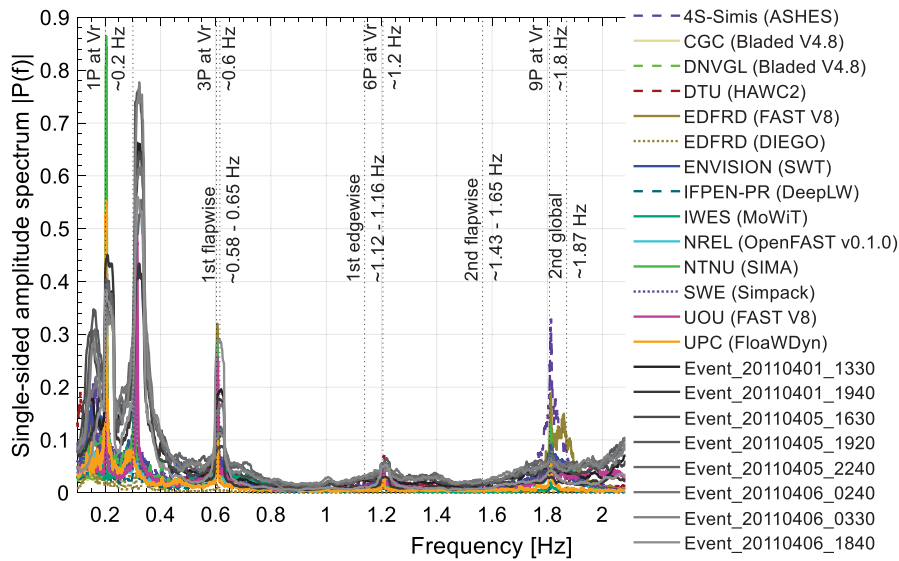 Single-sided amplitude spectrum |P(f)|
0.9
0.8
0.7
0.6
0.5
0.4
0.3
0.2
0.1
0
1P at Vr
~0.2 Hz
3P at Vr
~0.6 Hz
6P at Vr
~1.2 Hz
9P at Vr
~1.8 Hz
1st flapwise
~0.58 - 0.65 Hz
1st edgewise
~1.12 - 1.16 Hz
2nd flapwise
~1.43 - 1.65 Hz
2nd global
~1.87 Hz
0.2 0.4 0.6 0.8 1 1.2 1.4 1.6 1.8 2
Frequency [Hz]
4S-Simis (ASHES)
CGC (Bladed V4.8)
DNVGL (Bladed V4.8)
DTU (HAWC2)
EDFRD (FAST V8)
EDFRD (DIEGO)
ENVISION (SWT)
IFPEN-PR (DeepLW)
IWES (MoWiT)
NREL (OpenFAST v0.1.0)
NTNU (SIMA)
SWE (Simpack)
UOU (FAST V8)
UPC (FloaWDyn)
Event_20110401_1330
Event_20110401_1940
Event_20110405_1630
Event_20110405_1920
Event_20110405_2240
Event_20110406_0240
Event_20110406_0330
Event_20110406_1840